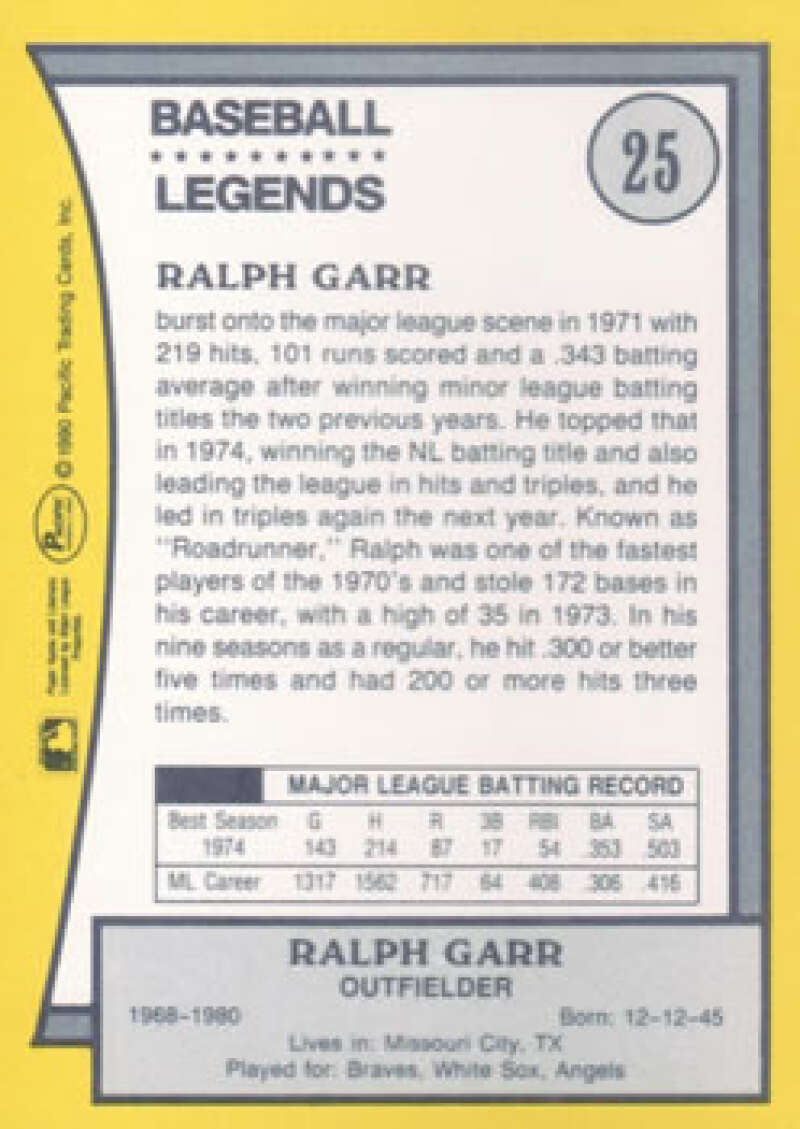 BASEBALL
LEGENDS
25
RALPH GARR
burst onto the major league scene in 1971 with
219 hits, 101 runs scored and a .343 batting
average after winning minor league batting
titles the two previous years. He topped that
in 1974, winning the NL batting title and also
leading the league in hits and triples, and he
led in triples again the next year. Known as
"Roadrunner," Ralph was one of the fastest
players of the 1970's and stole 172 bases in
his career, with a high of 35 in 1973. In his
nine seasons as a regular, he hit .300 or better
five times and had 200 or more hits three
times.
MAJOR LEAGUE BATTING RECORD
Best Season G H R 3B RBI BA SA
1974 143 214 87 17 54 .353 .503
ML Career 1317 1562 717 64 408 .306 .416
RALPH GARR
OUTFIELDER
1968-1980 Born: 12-12-45
Lives in: Missouri City, TX
Played for: Braves, White Sox, Angels
© 1990 Pacific Trading Cards, Inc.
Pacific